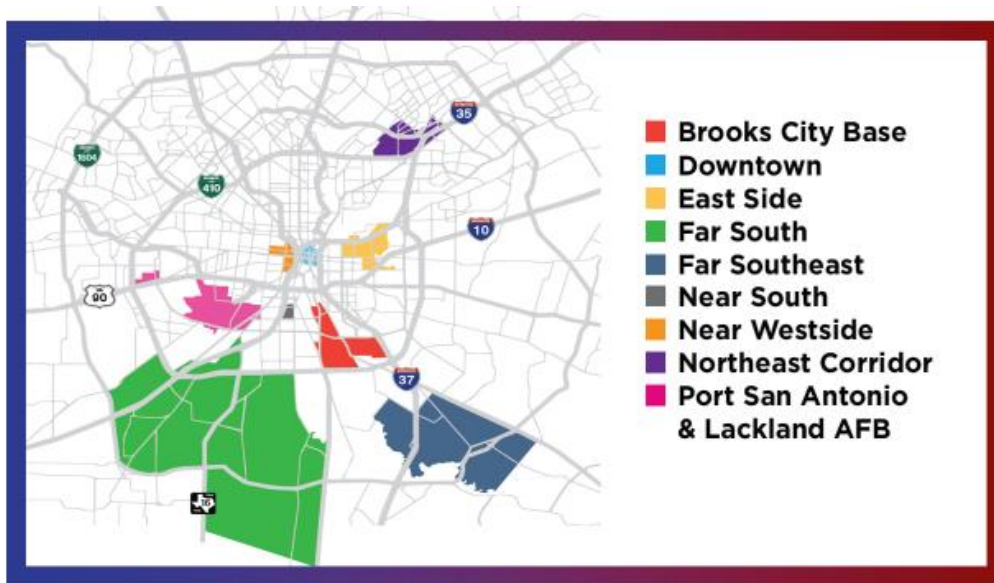 35
1604
410
10
90
37
16
Brooks City Base
Downtown
East Side
Far South
Far Southeast
Near South
Near Westside
Northeast Corridor
Port San Antonio
& Lackland AFB